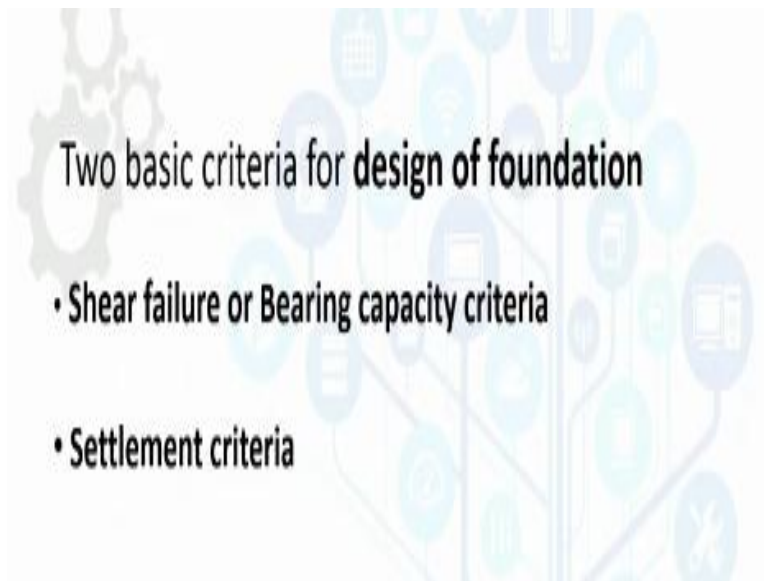 Two basic criteria for design of foundation
• Shear failure or Bearing capacity criteria
• Settlement criteria